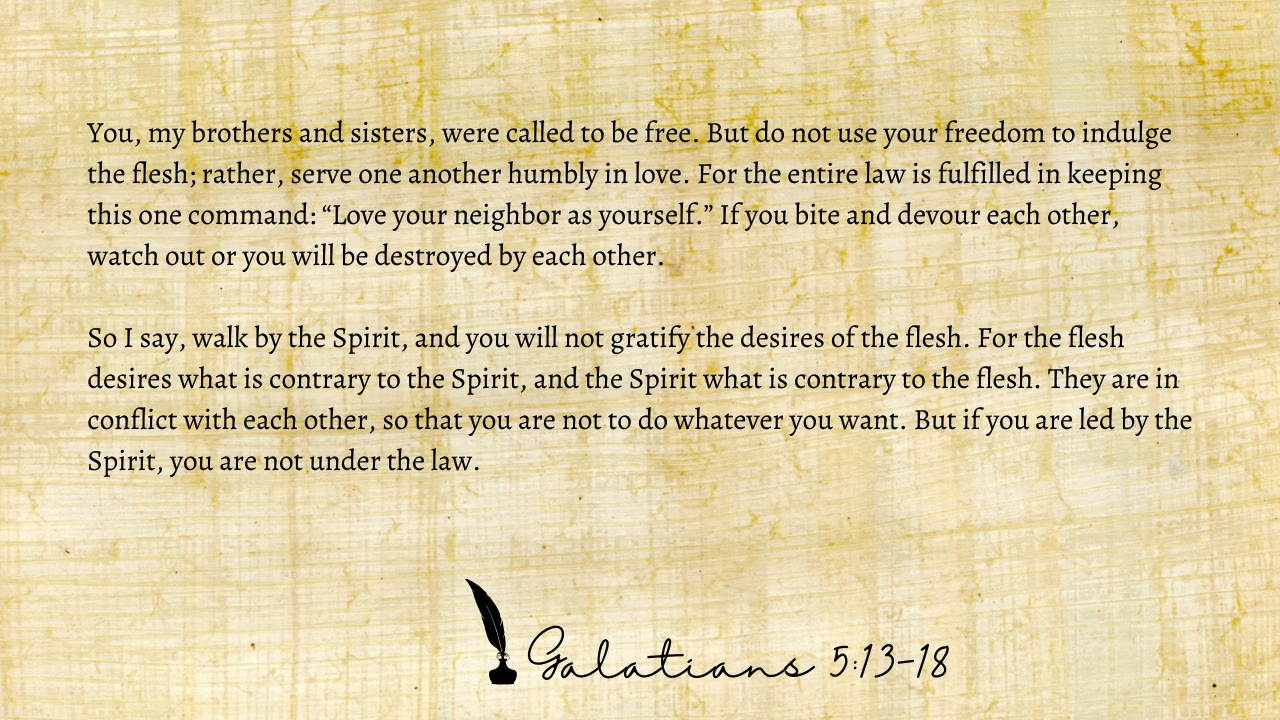 You, my brothers and sisters, were called to be free. But do not use your freedom to indulge
the flesh; rather, serve one another humbly in love. For the entire law is fulfilled in keeping
this one command: “Love your neighbor as yourself.” If you bite and devour each other,
watch out or you will be destroyed by each other.
So I say, walk by the Spirit, and you will not gratify the desires of the flesh. For the flesh
desires what is contrary to the Spirit, and the Spirit what is contrary to the flesh. They are in
conflict with each other, so that you are not to do whatever you want. But if you are led by the
Spirit, you are not under the law.
Galatians 5:13-18